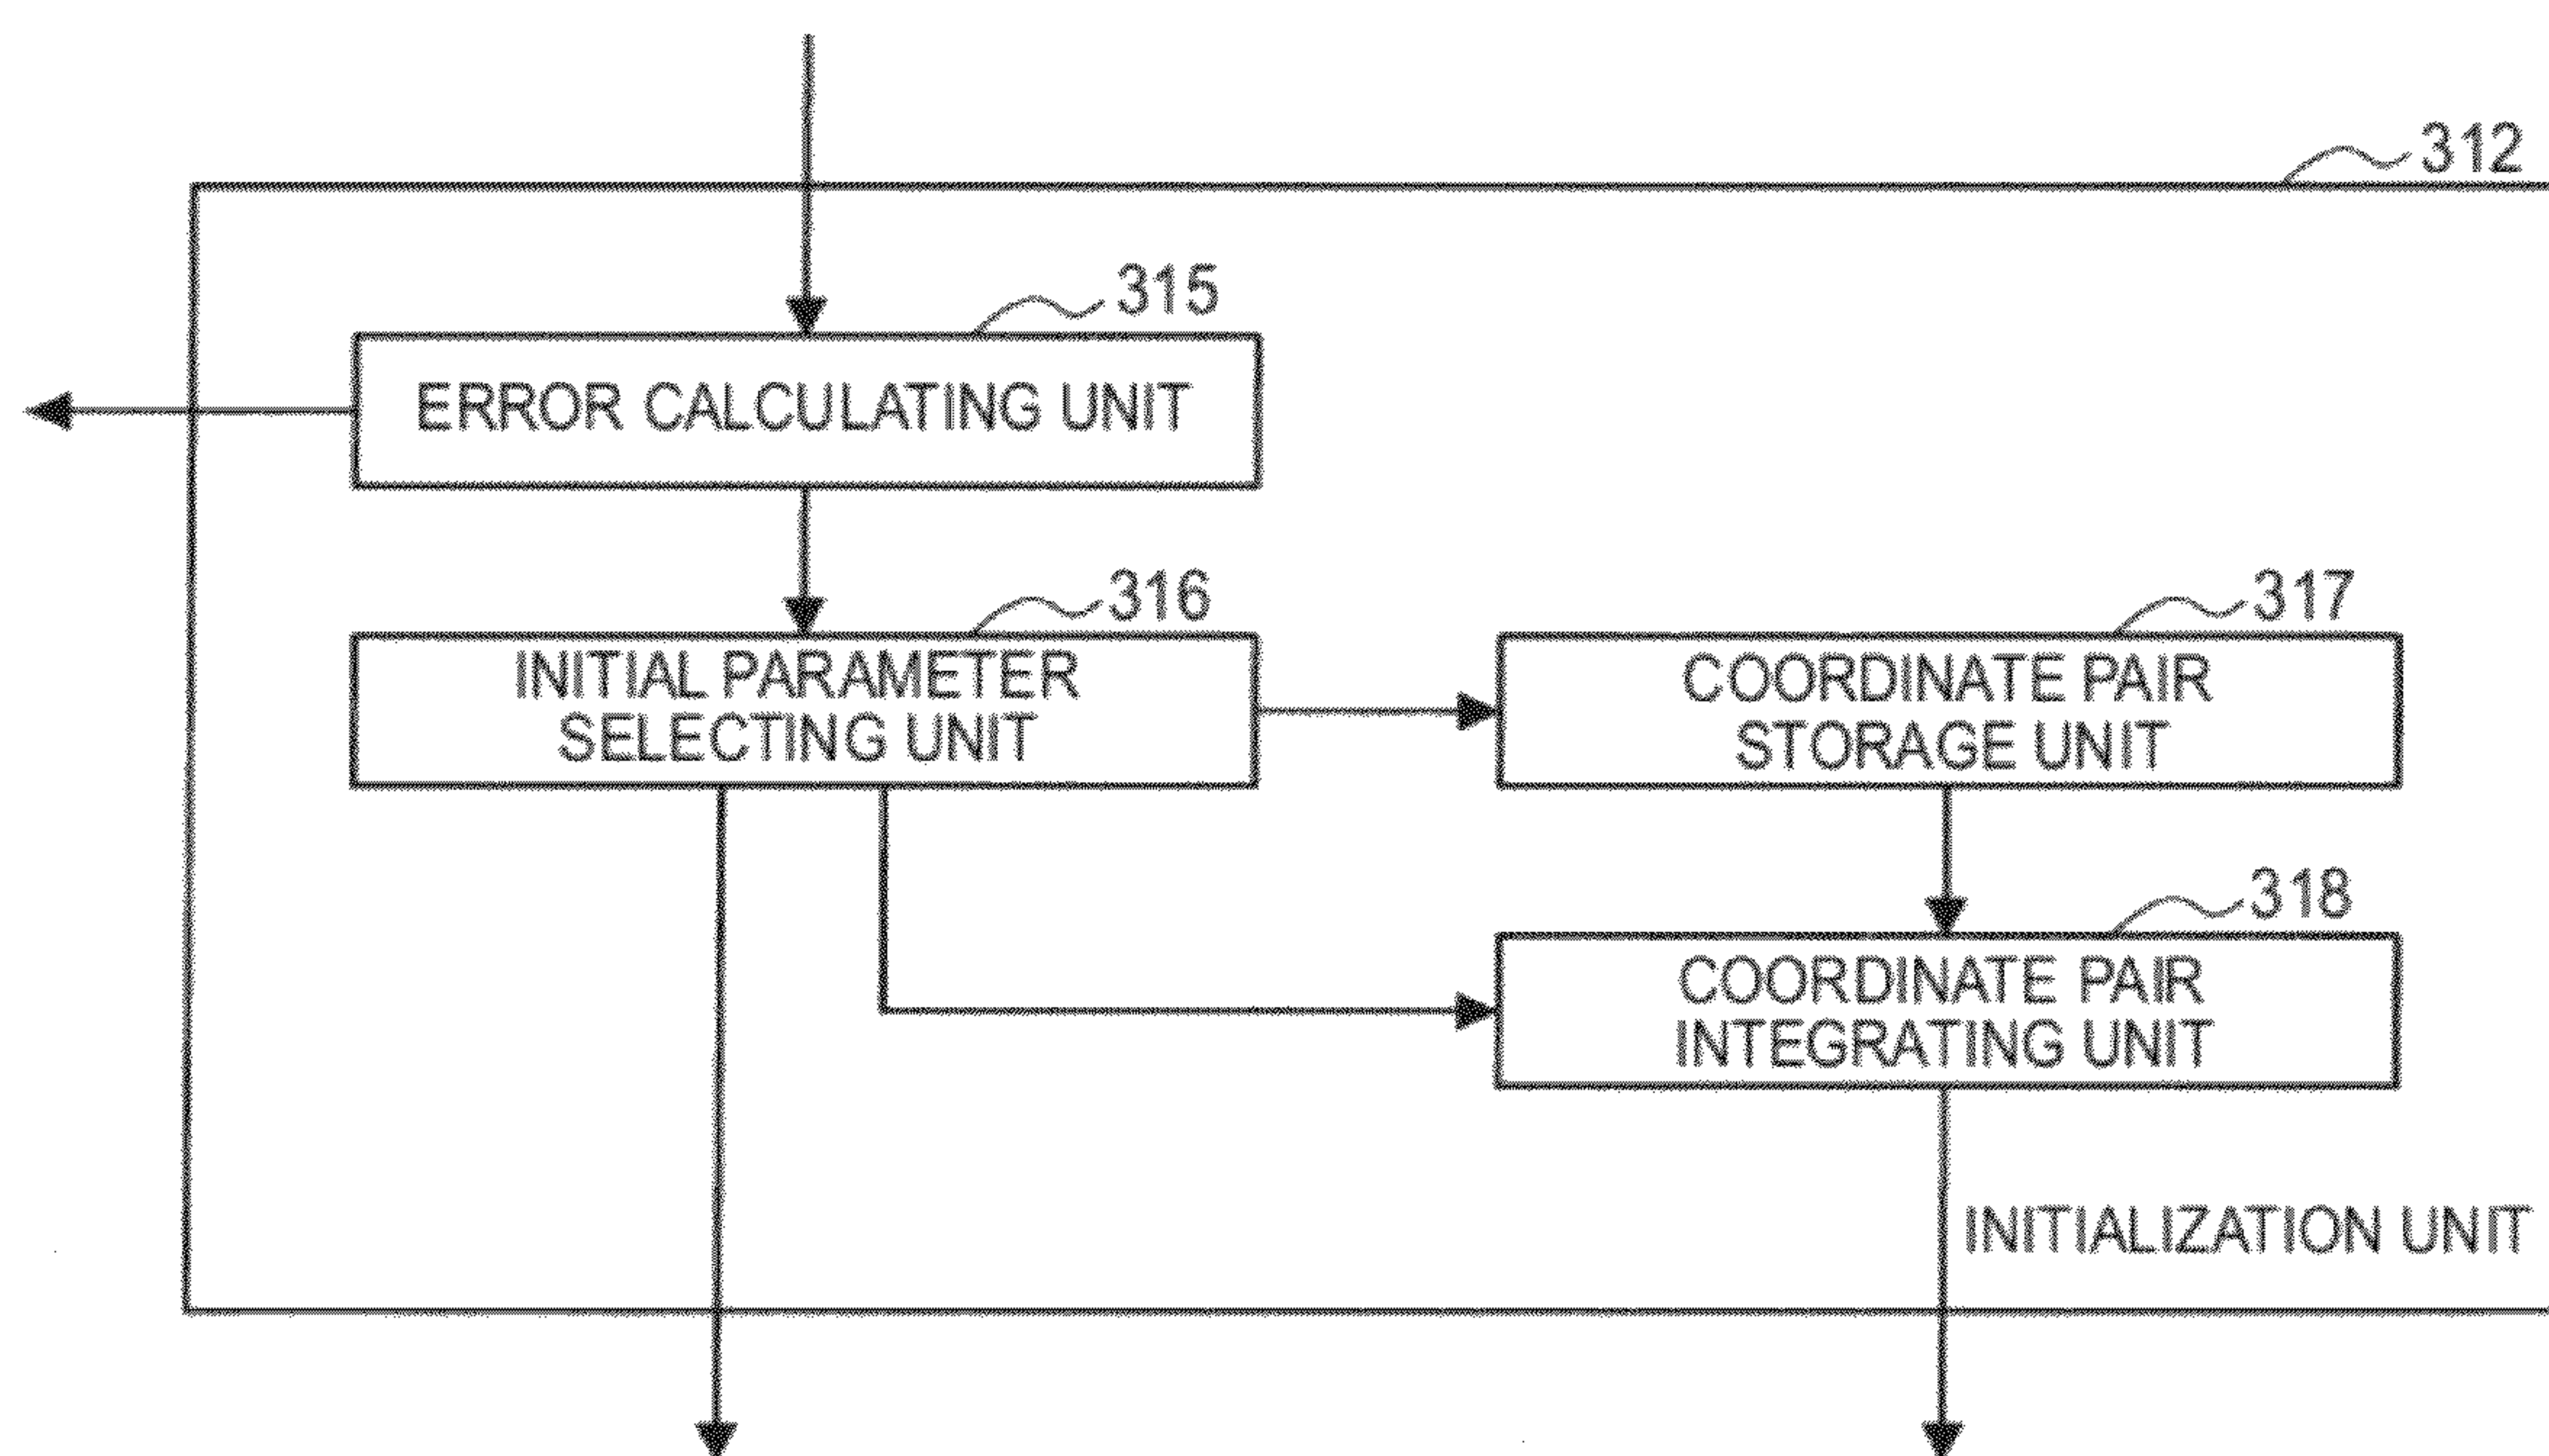 312
315
ERROR CALCULATING UNIT
316
INITIAL PARAMETER
SELECTING UNIT
317
COORDINATE PAIR
STORAGE UNIT
318
COORDINATE PAIR
INTEGRATING UNIT
INITIALIZATION UNIT